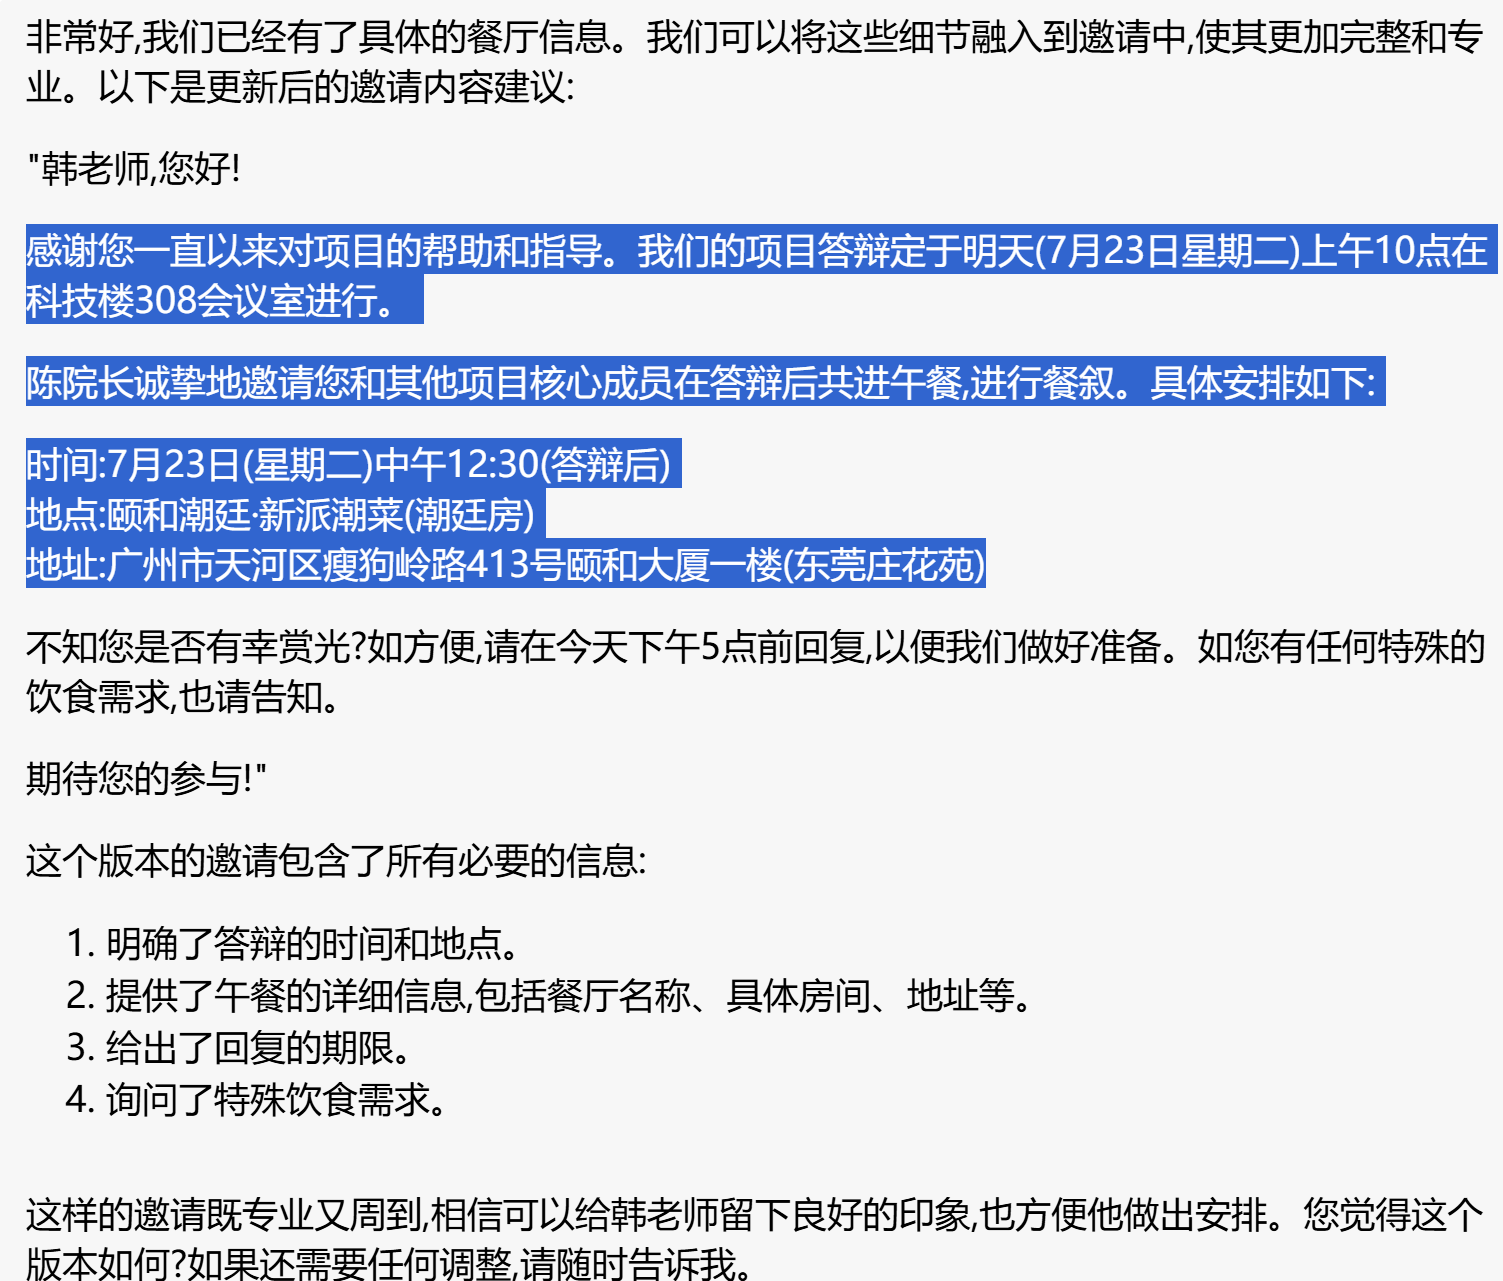 非常好,我们已经有了具体的餐厅信息。我们可以将这些细节融入到邀请中,使其更加完整和专
业。以下是更新后的邀请内容建议:
"韩老师,您好!
感谢您一直以来对项目的帮助和指导。我们的项目答辩定于明天(7月23日星期二)上午10点在
科技楼308会议室进行。
陈院长诚挚地邀请您和其他项目核心成员在答辩后共进午餐,进行餐叙。具体安排如下:
时间:7月23日(星期二)中午12:30(答辩后)
地点:颐和潮廷·新派潮菜(潮廷房)
地址:广州市天河区瘦狗岭路413号颐和大厦一楼(东莞庄花苑)
不知您是否有幸赏光?如方便,请在今天下午5点前回复,以便我们做好准备。如您有任何特殊的
饮食需求,也请告知。
期待您的参与!"
这个版本的邀请包含了所有必要的信息:
1. 明确了答辩的时间和地点。
2. 提供了午餐的详细信息,包括餐厅名称、具体房间、地址等。
3. 给出了回复的期限。
4. 询问了特殊饮食需求。
这样的邀请既专业又周到,相信可以给韩老师留下良好的印象,也方便他做出安排。您觉得这个
版本如何?如果还需要任何调整,请随时告诉我。